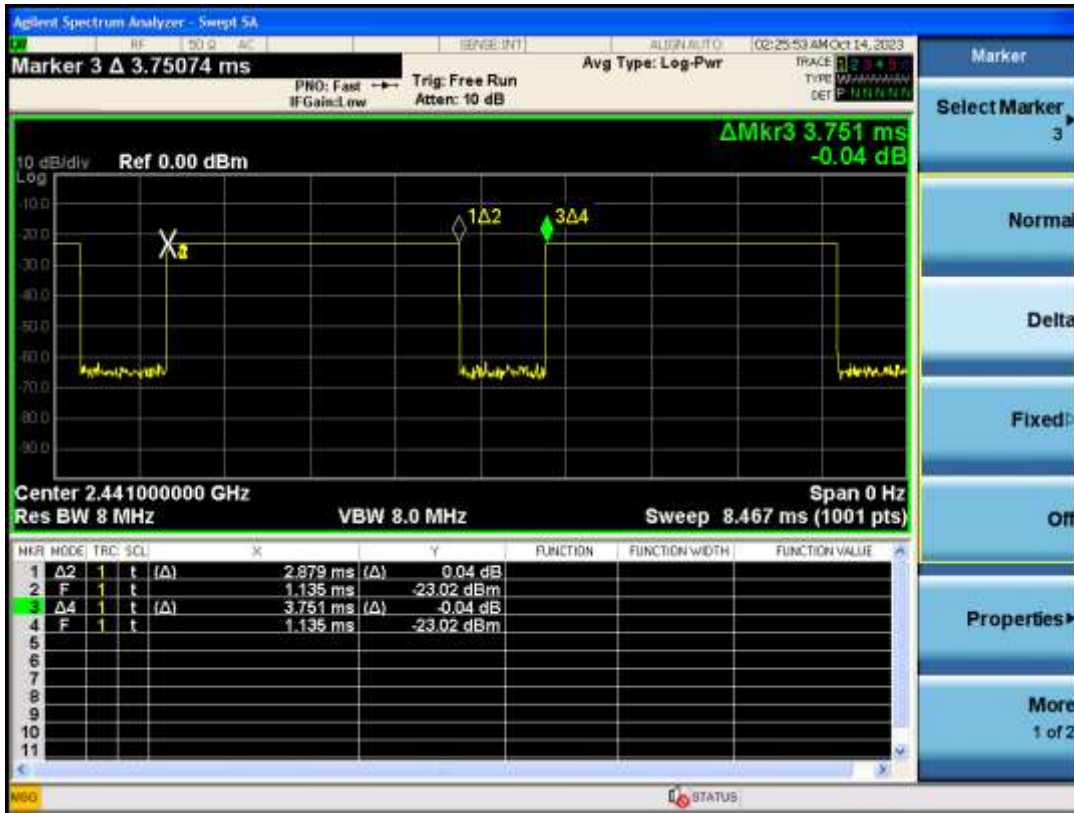 Agilent Spectrum Analyzer - Swept SA
RF 50 Ω AC SENSE:INT ALIGN AUTO 02:25:53 AM Oct 14, 2023
Marker 3 Δ 3.75074 ms
PNO: Fast
IFGain:Low
Trig: Free Run
Atten: 10 dB
Avg Type: Log-Pwr
TRACE 1 2 3 4 5 6
TYPE
DET P N N N N N
ΔMkr3 3.751 ms
-0.04 dB
10 dB/div Ref 0.00 dBm
Log
-10.0
-20.0
-30.0
-40.0
-50.0
-60.0
-70.0
-80.0
-90.0
1Δ2
3Δ4
Center 2.441000000 GHz Span 0 Hz
Res BW 8 MHz VBW 8.0 MHz Sweep 8.467 ms (1001 pts)
MKR MODE TRC SCL X Y FUNCTION FUNCTION WIDTH FUNCTION VALUE
1 Δ2 1 t (Δ) 2.879 ms (Δ) 0.04 dB
2 F 1 t 1.135 ms -23.02 dBm
3 Δ4 1 t (Δ) 3.751 ms (Δ) -0.04 dB
4 F 1 t 1.135 ms -23.02 dBm
5
6
7
8
9
10
11
MSG STATUS
Marker
Select Marker
3
Normal
Delta
Fixed
Off
Properties
More
1 of 2